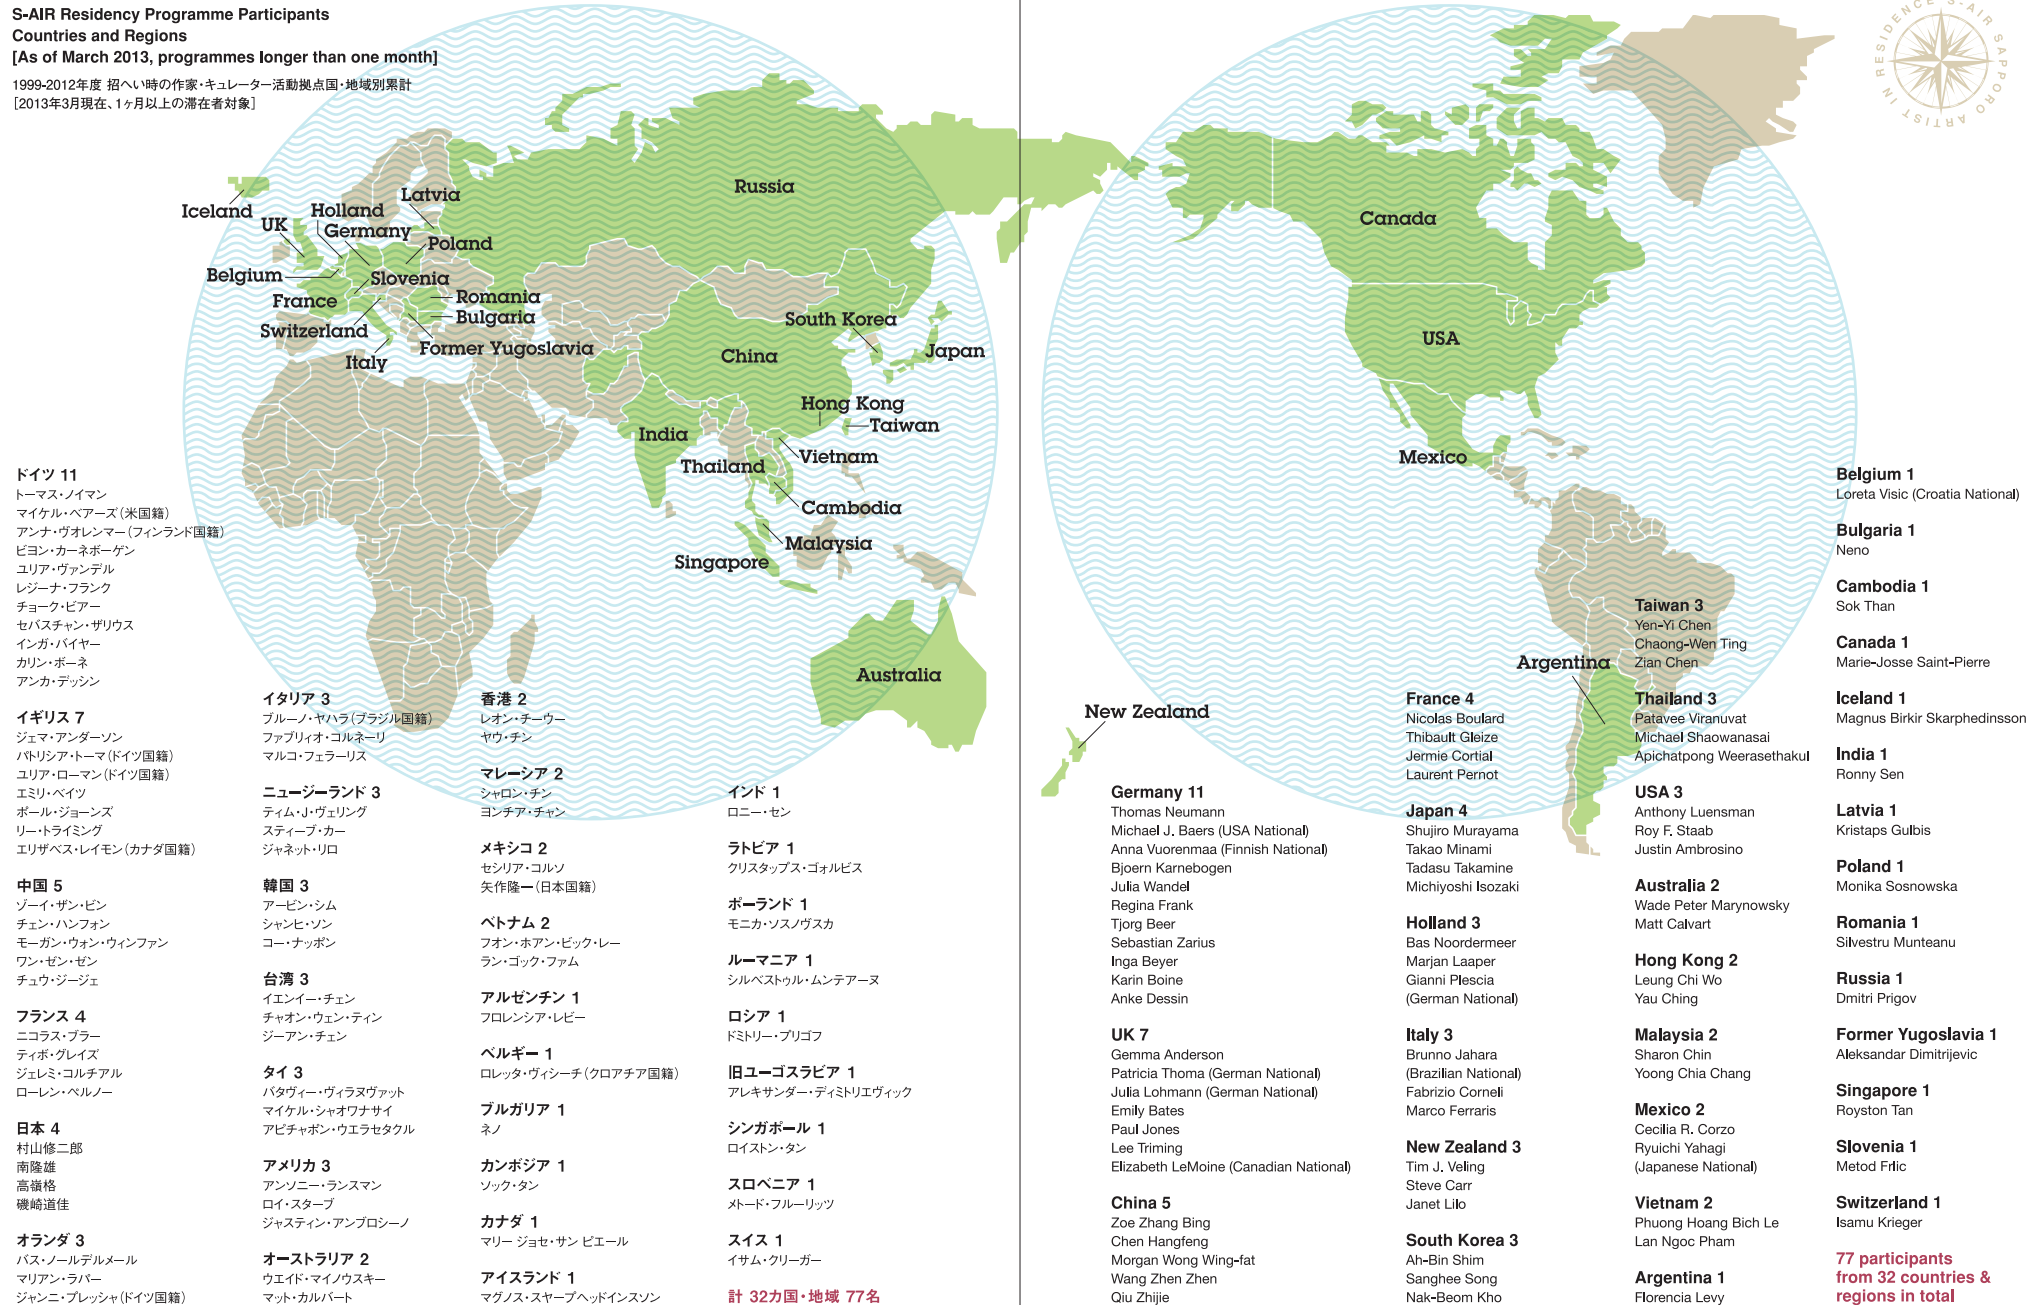 S-AIR Residency Programme Participants
Countries and Regions
[As of March 2013, programmes longer than one month]
1999-2012年度 招へい時の作家・キュレーター活動拠点国・地域別累計
[2013年3月現在、1ヶ月以上の滞在者対象]
ARTIST IN RESIDENCE S-AIR SAPPORO
Iceland
UK
Holland
Latvia
Germany
Poland
Belgium
Slovenia
France
Romania
Switzerland
Bulgaria
Italy
Former Yugoslavia
Russia
South Korea
China
Japan
Hong Kong
Taiwan
India
Vietnam
Thailand
Cambodia
Malaysia
Singapore
Australia
Canada
USA
Mexico
Argentina
New Zealand
ドイツ 11
トーマス・ノイマン
マイケル・ベアーズ(米国籍)
アンナ・ヴオレンマー(フィンランド国籍)
ビヨン・カーネボーゲン
ユリア・ヴァンデル
レジーナ・フランク
チョーク・ビアー
セバスチャン・ザリウス
インガ・バイヤー
カリン・ボーネ
アンカ・デッシン
イギリス 7
ジェマ・アンダーソン
パトリシア・トーマ(ドイツ国籍)
ユリア・ローマン(ドイツ国籍)
エミリ・ベイツ
ポール・ジョーンズ
リー・トライミング
エリザベス・レイモン(カナダ国籍)
中国 5
ゾーイ・ザン・ビン
チェン・ハンフォン
モーガン・ウォン・ウィンファン
ワン・ゼン・ゼン
チュウ・ジージェ
フランス 4
ニコラス・ブラー
ティボ・グレイズ
ジェレミ・コルチアル
ローレン・ペルノー
日本 4
村山修二郎
南隆雄
高嶺格
磯崎道佳
オランダ 3
バス・ノールデルメール
マリアン・ラパー
ジャンニ・プレッシャ(ドイツ国籍)
イタリア 3
ブルーノ・ヤハラ(ブラジル国籍)
ファブリィオ・コルネーリ
マルコ・フェラーリス
ニュージーランド 3
ティム・J・ヴェリング
スティーブ・カー
ジャネット・リロ
韓国 3
アービン・シム
シャンヒ・ソン
コー・ナッポン
台湾 3
イエンイー・チェン
チャオン・ウェン・ティン
ジーアン・チェン
タイ 3
パタヴィー・ヴィラヌヴァット
マイケル・シャオワナサイ
アピチャポン・ウエラセタクル
アメリカ 3
アンソニー・ランスマン
ロイ・スターブ
ジャスティン・アンブロシーノ
オーストラリア 2
ウエイド・マイノウスキー
マット・カルバート
香港 2
レオン・チーウー
ヤウ・チン
マレーシア 2
シャロン・チン
ヨンチア・チャン
メキシコ 2
セシリア・コルソ
矢作隆一(日本国籍)
ベトナム 2
フオン・ホアン・ビック・レー
ラン・ゴック・ファム
アルゼンチン 1
フロレンシア・レビー
ベルギー 1
ロレッタ・ヴィシーチ(クロアチア国籍)
ブルガリア 1
ネノ
カンボジア 1
ソック・タン
カナダ 1
マリー ジョセ・サン ピエール
アイスランド 1
マグノス・スヤープヘッドインスソン
インド 1
ロニー・セン
ラトビア 1
クリスタップス・ゴォルビス
ポーランド 1
モニカ・ソスノヴスカ
ルーマニア 1
シルベストゥル・ムンテアーヌ
ロシア 1
ドミトリー・プリゴフ
旧ユーゴスラビア 1
アレキサンダー・ディミトリエヴィック
シンガポール 1
ロイストン・タン
スロベニア 1
メトード・フルーリッツ
スイス 1
イサム・クリーガー
計 32カ国・地域 77名
Germany 11
Thomas Neumann
Michael J. Baers (USA National)
Anna Vuorenmaa (Finnish National)
Bjoern Karnebogen
Julia Wandel
Regina Frank
Tjorg Beer
Sebastian Zarius
Inga Beyer
Karin Boine
Anke Dessin
UK 7
Gemma Anderson
Patricia Thoma (German National)
Julia Lohmann (German National)
Emily Bates
Paul Jones
Lee Triming
Elizabeth LeMoine (Canadian National)
China 5
Zoe Zhang Bing
Chen Hangfeng
Morgan Wong Wing-fat
Wang Zhen Zhen
Qiu Zhijie
France 4
Nicolas Boulard
Thibault Gleize
Jermie Cortial
Laurent Pernot
Japan 4
Shujiro Murayama
Takao Minami
Tadasu Takamine
Michiyoshi Isozaki
Holland 3
Bas Noordermeer
Marjan Laaper
Gianni Plescia
(German National)
Italy 3
Brunno Jahara
(Brazilian National)
Fabrizio Corneli
Marco Ferraris
New Zealand 3
Tim J. Veling
Steve Carr
Janet Lilo
South Korea 3
Ah-Bin Shim
Sanghee Song
Nak-Beom Kho
Taiwan 3
Yen-Yi Chen
Chaong-Wen Ting
Zian Chen
Thailand 3
Patavee Viranuvat
Michael Shaowanasai
Apichatpong Weerasethakul
USA 3
Anthony Luensman
Roy F. Staab
Justin Ambrosino
Australia 2
Wade Peter Marynowsky
Matt Calvart
Hong Kong 2
Leung Chi Wo
Yau Ching
Malaysia 2
Sharon Chin
Yoong Chia Chang
Mexico 2
Cecilia R. Corzo
Ryuichi Yahagi
(Japanese National)
Vietnam 2
Phuong Hoang Bich Le
Lan Ngoc Pham
Argentina 1
Florencia Levy
Belgium 1
Loreta Visic (Croatia National)
Bulgaria 1
Neno
Cambodia 1
Sok Than
Canada 1
Marie-Josse Saint-Pierre
Iceland 1
Magnus Birkir Skarphedinsson
India 1
Ronny Sen
Latvia 1
Kristaps Gulbis
Poland 1
Monika Sosnowska
Romania 1
Silvestru Munteanu
Russia 1
Dmitri Prigov
Former Yugoslavia 1
Aleksandar Dimitrijevic
Singapore 1
Royston Tan
Slovenia 1
Metod Frlic
Switzerland 1
Isamu Krieger
77 participants
from 32 countries &
regions in total